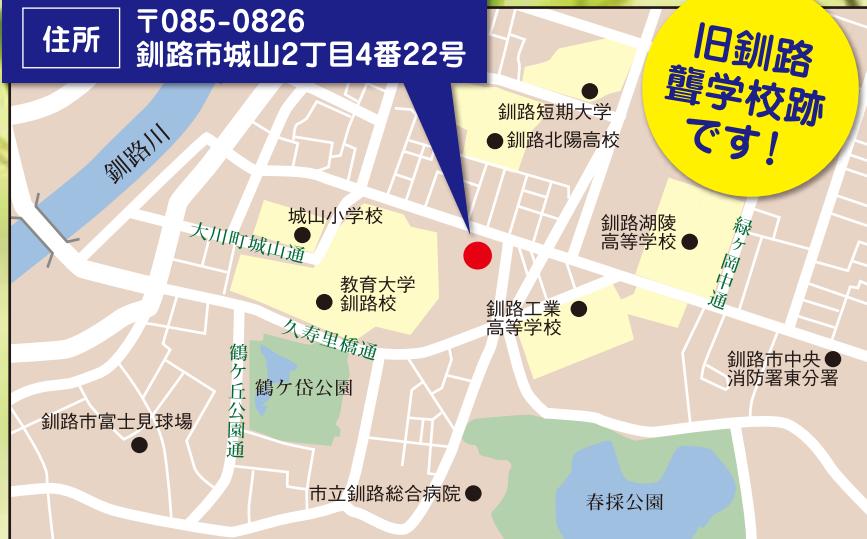 住所
〒085-0826
釧路市城山2丁目4番22号
旧釧路
聾学校跡
です!
釧路川
釧路短期大学
釧路北陽高校
城山小学校
大川町城山通
釧路湖陵
高等学校
緑ヶ岡中通
教育大学
釧路校
釧路工業
高等学校
久寿里橋通
鶴ケ丘公園通
鶴ケ岱公園
釧路市中央
消防署東分署
釧路市富士見球場
市立釧路総合病院
春採公園